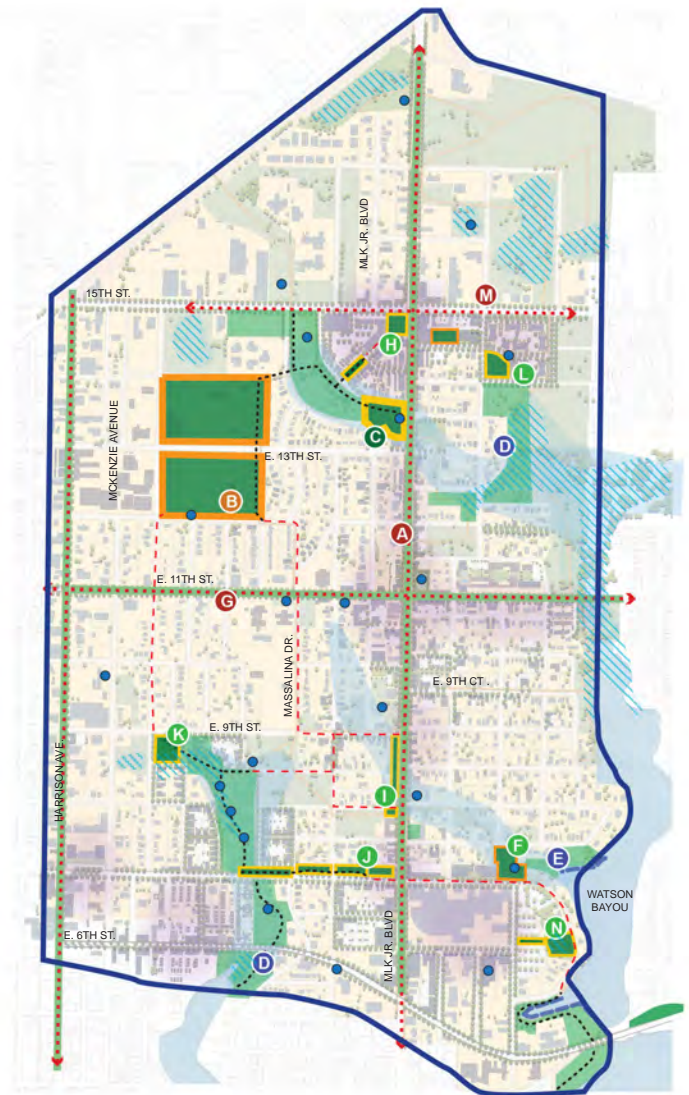 MLK JR. BLVD
15TH ST.
M
H
L
MCKENZIE AVENUE
C
E. 13TH ST.
D
B
A
E. 11TH ST.
G
MASSALINA DR.
E. 9TH CT .
E. 9TH ST.
K
HARRISON AVE
I
F
E
J
WATSON
BAYOU
N
E. 6TH ST.
MLK JR. BLVD
D